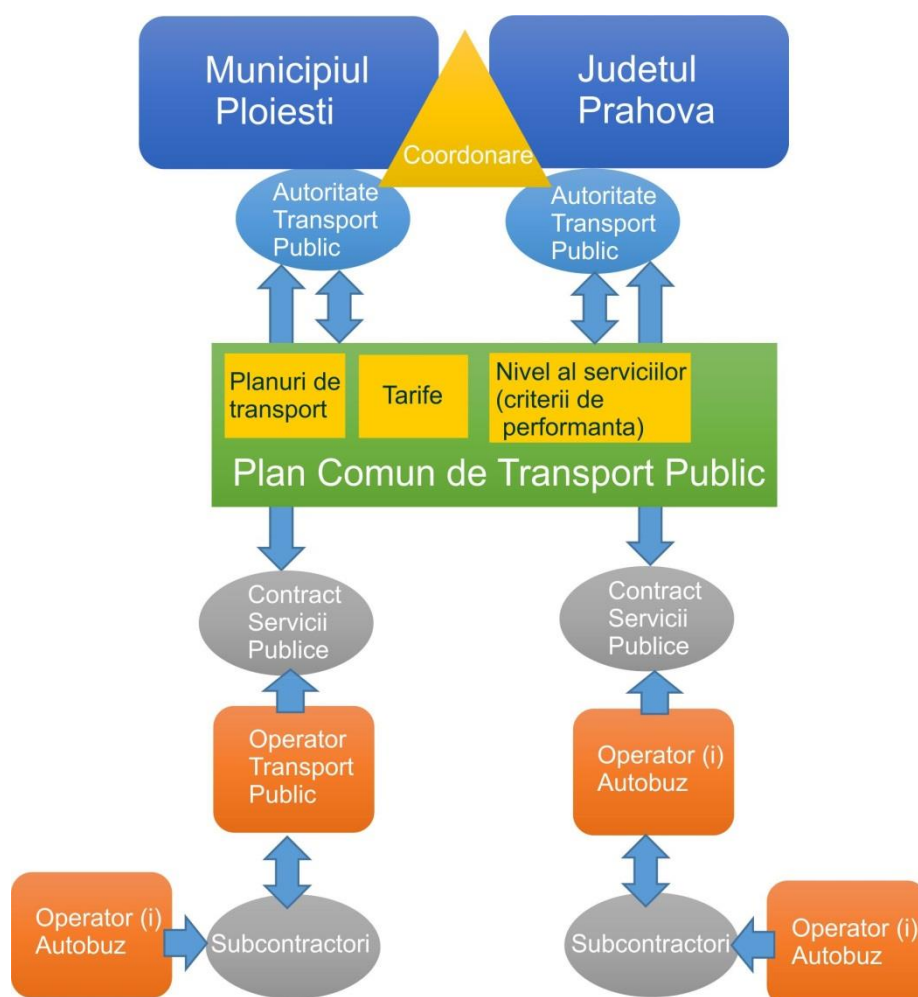 Municipiul
Ploiesti
Judetul
Prahova
Coordonare
Autoritate
Transport
Public
Autoritate
Transport
Public
Planuri de
transport
Tarife
Nivel al serviciilor
(criterii de
performanta)
Plan Comun de Transport Public
Contract
Servicii
Publice
Contract
Servicii
Publice
Operator
Transport
Public
Operator (i)
Autobuz
Operator (i)
Autobuz
Subcontractori
Subcontractori
Operator (i)
Autobuz